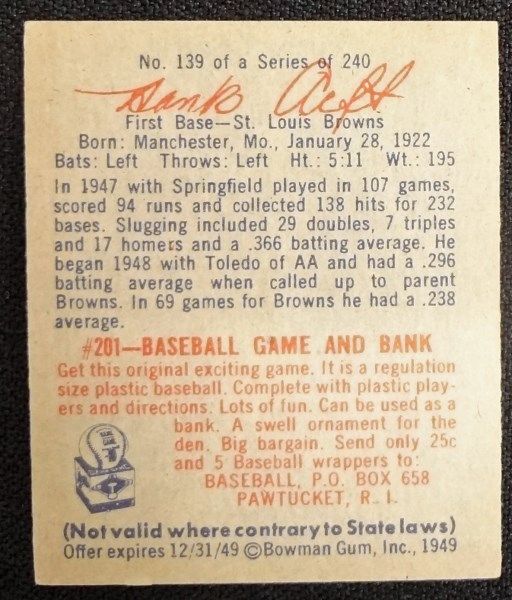 No. 139 of a Series of 240
Hank Arft
First Base—St. Louis Browns
Born: Manchester, Mo., January 28, 1922
Bats: Left Throws: Left Ht.: 5:11 Wt.: 195
In 1947 with Springfield played in 107 games,
scored 94 runs and collected 138 hits for 232
bases. Slugging included 29 doubles, 7 triples
and 17 homers and a .366 batting average. He
began 1948 with Toledo of AA and had a .296
batting average when called up to parent
Browns. In 69 games for Browns he had a .238
average.
#201—BASEBALL GAME AND BANK
Get this original exciting game. It is a regulation
size plastic baseball. Complete with plastic play-
ers and directions. Lots of fun. Can be used as a
bank. A swell ornament for the
den. Big bargain. Send only 25c
and 5 Baseball wrappers to:
BASEBALL, P.O. BOX 658
PAWTUCKET, R. I.
(Not valid where contrary to State laws)
Offer expires 12/31/49 ©Bowman Gum, Inc., 1949